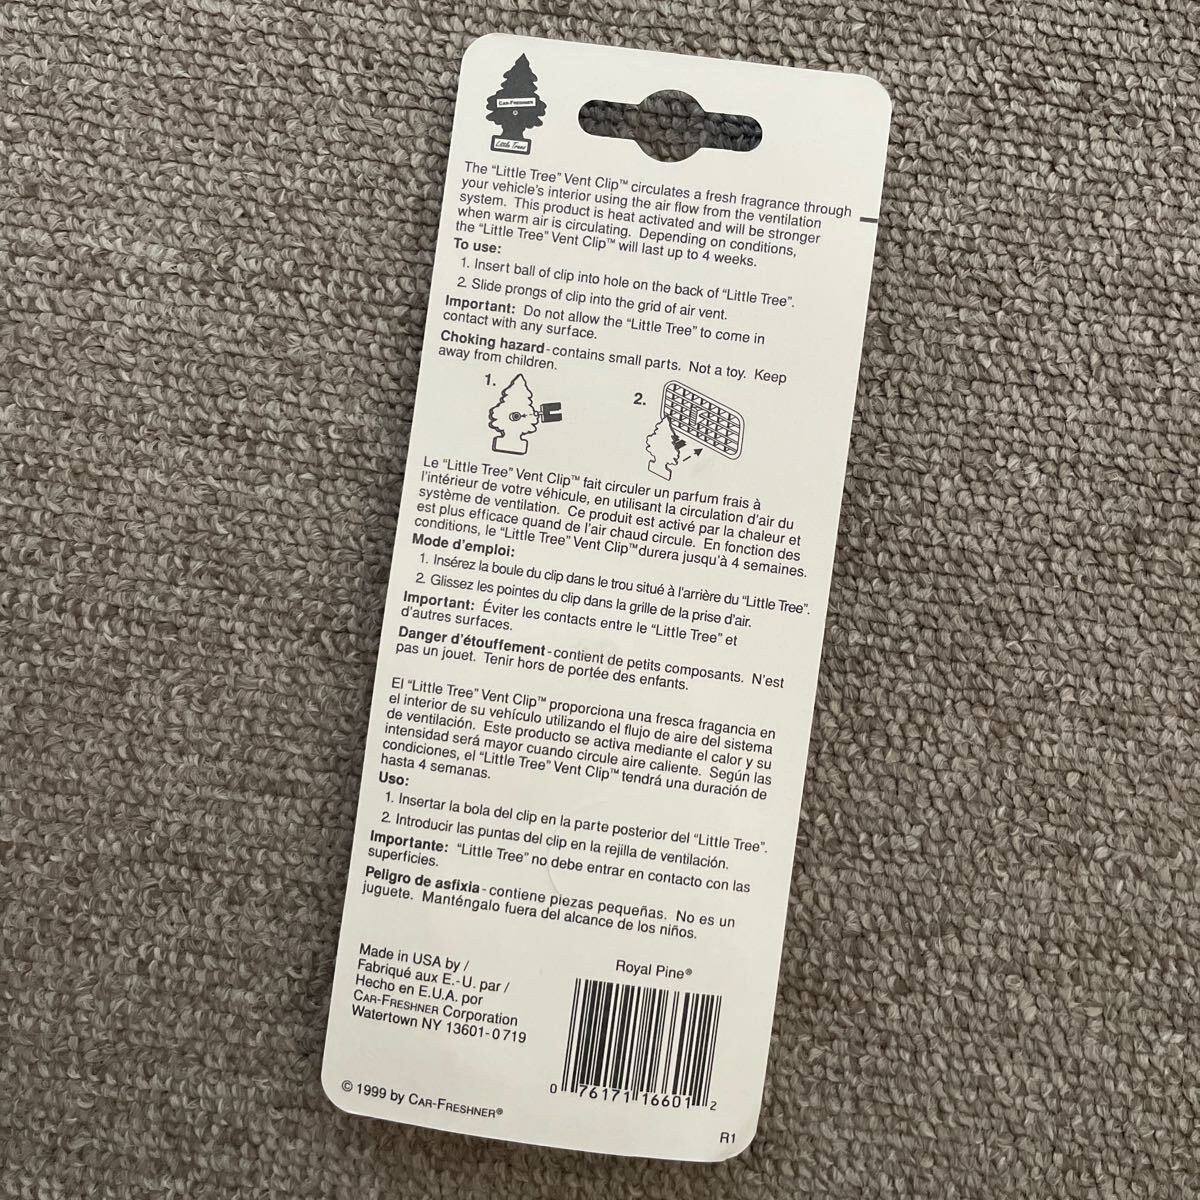 CAR-FRESHNER
Little Trees
The “Little Tree” Vent Clip™ circulates a fresh fragrance through
your vehicle's interior using the air flow from the ventilation
system. This product is heat activated and will be stronger
when warm air is circulating. Depending on conditions,
the “Little Tree” Vent Clip™ will last up to 4 weeks.
To use:
1. Insert ball of clip into hole on the back of “Little Tree”.
2. Slide prongs of clip into the grid of air vent.
Important: Do not allow the “Little Tree” to come in
contact with any surface.
Choking hazard - contains small parts. Not a toy. Keep
away from children.
1.
2.
Le “Little Tree” Vent Clip™ fait circuler un parfum frais à
l'intérieur de votre véhicule, en utilisant la circulation d'air du
système de ventilation. Ce produit est activé par la chaleur et
est plus efficace quand de l'air chaud circule. En fonction des
conditions, le “Little Tree” Vent Clip™ durera jusqu'à 4 semaines.
Mode d'emploi:
1. Insérez la boule du clip dans le trou situé à l'arrière du “Little Tree”.
2. Glissez les pointes du clip dans la grille de la prise d'air.
Important: Éviter les contacts entre le “Little Tree” et
d'autres surfaces.
Danger d'étouffement - contient de petits composants. N'est
pas un jouet. Tenir hors de portée des enfants.
El “Little Tree” Vent Clip™ proporciona una fresca fragancia en
el interior de su vehículo utilizando el flujo de aire del sistema
de ventilación. Este producto se activa mediante el calor y su
intensidad será mayor cuando circule aire caliente. Según las
condiciones, el “Little Tree” Vent Clip™ tendrá una duración de
hasta 4 semanas.
Uso:
1. Insertar la bola del clip en la parte posterior del “Little Tree”.
2. Introducir las puntas del clip en la rejilla de ventilación.
Importante: “Little Tree” no debe entrar en contacto con las
superficies.
Peligro de asfixia - contiene piezas pequeñas. No es un
juguete. Manténgalo fuera del alcance de los niños.
Made in USA by /
Fabriqué aux E.-U. par /
Hecho en E.U.A. por
CAR-FRESHNER Corporation
Watertown NY 13601-0719
Royal Pine®
0 76171 16601 2
© 1999 by CAR-FRESHNER®
R1